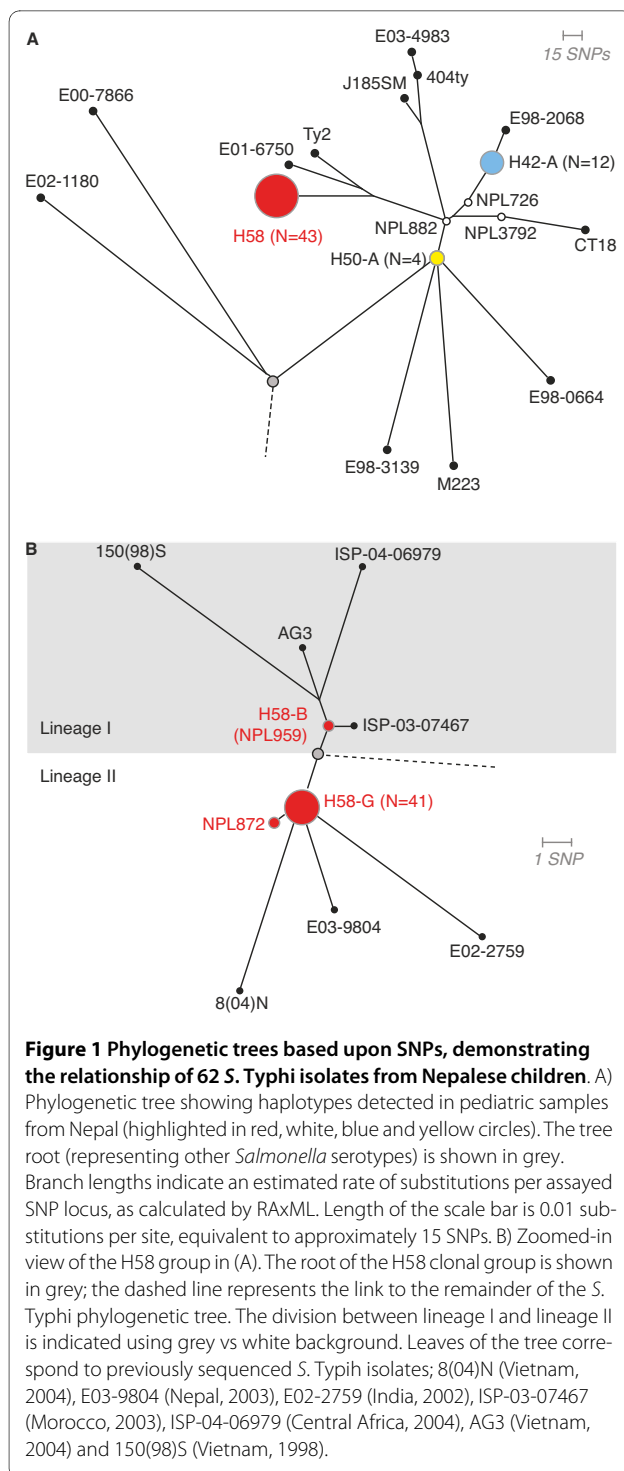 A
E03-4983
15 SNPs
J185SM
404ty
E00-7866
E98-2068
Ty2
E01-6750
H42-A (N=12)
E02-1180
NPL726
NPL882
NPL3792
H58 (N=43)
CT18
H50-A (N=4)
E98-0664
E98-3139
M223
B
150(98)S
ISP-04-06979
AG3
H58-B
(NPL959)
ISP-03-07467
Lineage I
Lineage II
H58-G (N=41)
NPL872
1 SNP
E03-9804
E02-2759
8(04)N
Figure 1 Phylogenetic trees based upon SNPs, demonstrating
the relationship of 62 S. Typhi isolates from Nepalese children. A)
Phylogenetic tree showing haplotypes detected in pediatric samples
from Nepal (highlighted in red, white, blue and yellow circles). The tree
root (representing other Salmonella serotypes) is shown in grey.
Branch lengths indicate an estimated rate of substitutions per assayed
SNP locus, as calculated by RAxML. Length of the scale bar is 0.01 sub-
stitutions per site, equivalent to approximately 15 SNPs. B) Zoomed-in
view of the H58 group in (A). The root of the H58 clonal group is shown
in grey; the dashed line represents the link to the remainder of the S.
Typhi phylogenetic tree. The division between lineage I and lineage II
is indicated using grey vs white background. Leaves of the tree corre-
spond to previously sequenced S. Typih isolates; 8(04)N (Vietnam,
2004), E03-9804 (Nepal, 2003), E02-2759 (India, 2002), ISP-03-07467
(Morocco, 2003), ISP-04-06979 (Central Africa, 2004), AG3 (Vietnam,
2004) and 150(98)S (Vietnam, 1998).